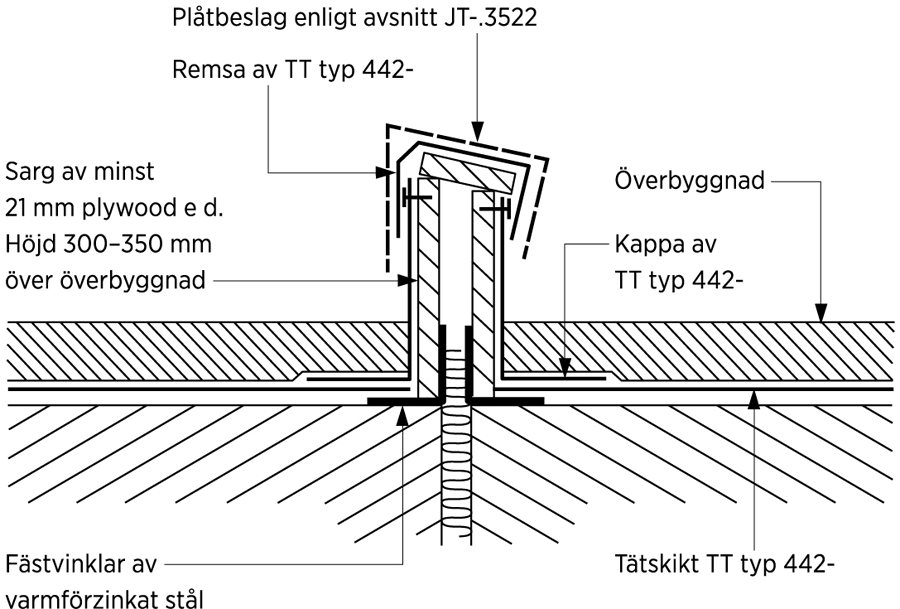 Plåtbeslag enligt avsnitt JT-.3522
Remsa av TT typ 442-
Sarg av minst
21 mm plywood e d.
Höjd 300–350 mm
över överbyggnad
Överbyggnad
Kappa av
TT typ 442-
Fästvinklar av
varmförzinkat stål
Tätskikt TT typ 442-